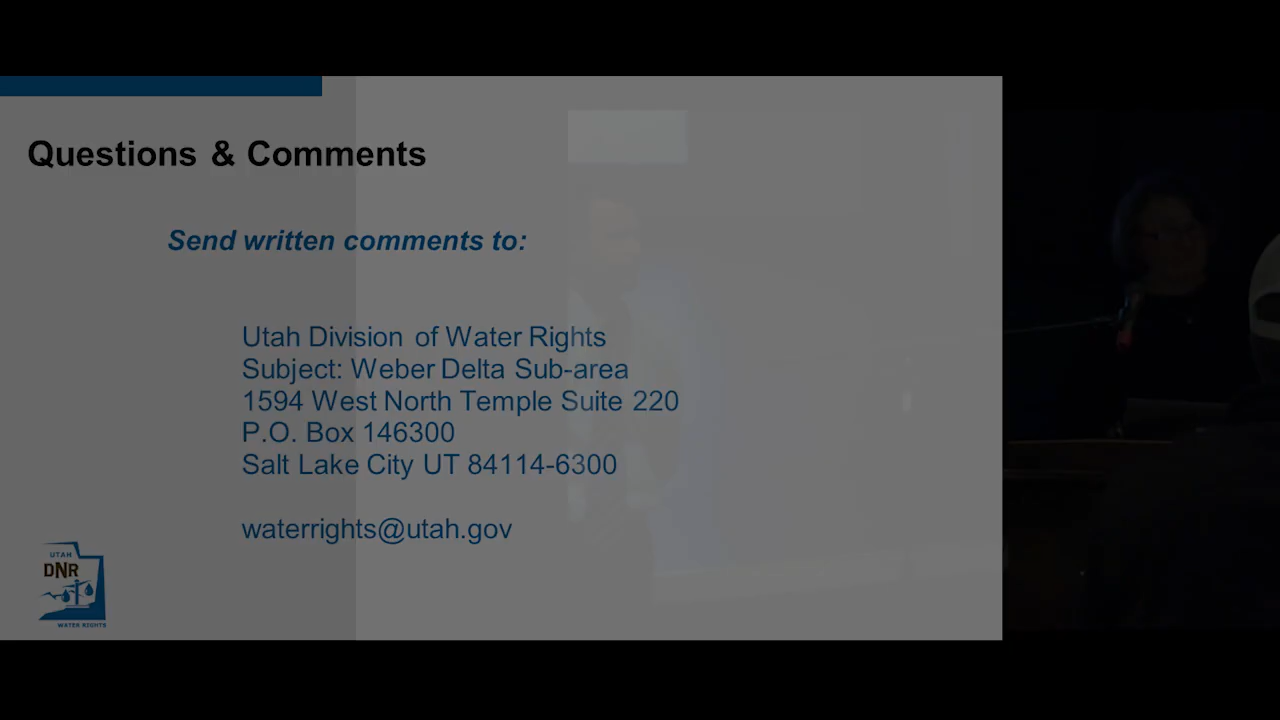 Questions & Comments
Send written comments to:
Utah Division of Water Rights
Subject: Weber Delta Sub-area
1594 West North Temple Suite 220
P.O. Box 146300
Salt Lake City UT 84114-6300
waterrights@utah.gov
UTAH
DNR
WATER RIGHTS